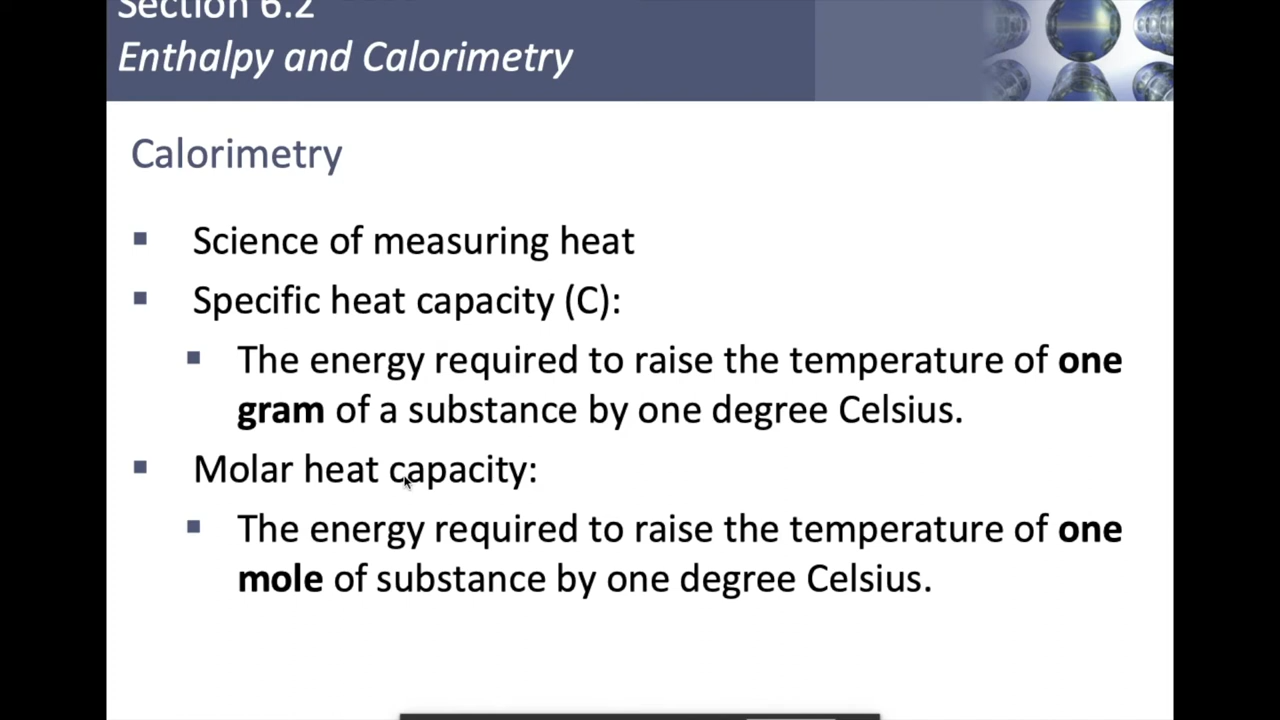 Section 6.2
Enthalpy and Calorimetry
Calorimetry
▪ Science of measuring heat
▪ Specific heat capacity (C):
▪ The energy required to raise the temperature of one
gram of a substance by one degree Celsius.
▪ Molar heat capacity:
▪ The energy required to raise the temperature of one
mole of substance by one degree Celsius.